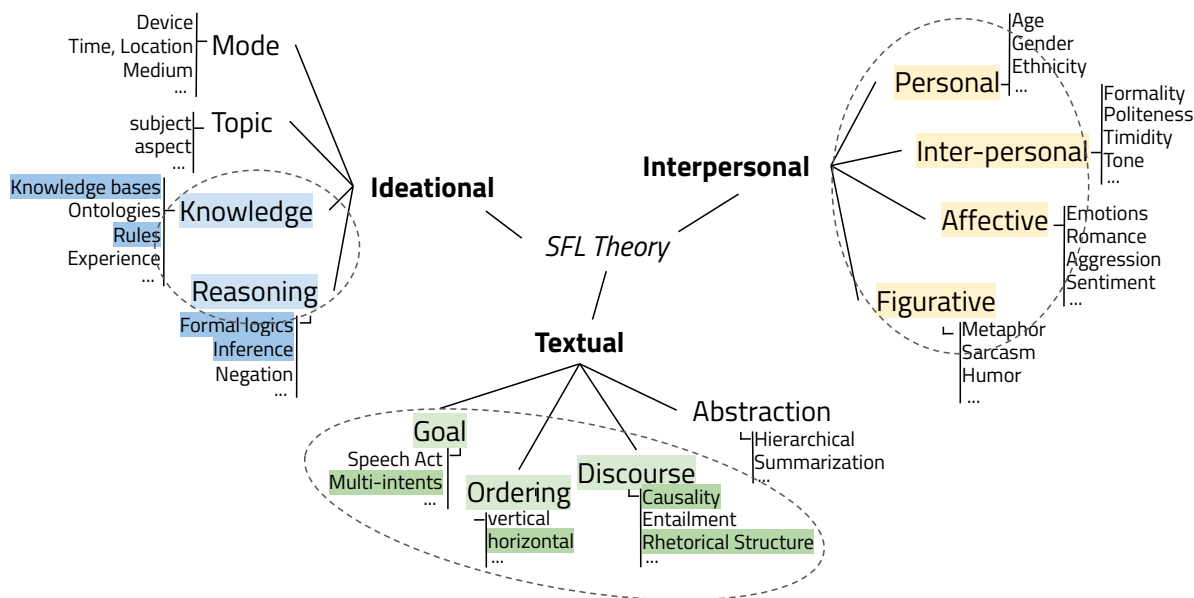 Device
Time, Location
Medium
...
Mode
subject
aspect
...
Topic
Knowledge bases
Ontologies
Rules
Experience
...
Knowledge
Reasoning
Formal logics
Inference
Negation
...
Ideational
SFL Theory
Interpersonal
Personal
Age
Gender
Ethnicity
...
Inter-personal
Formality
Politeness
Timidity
Tone
...
Affective
Emotions
Romance
Aggression
Sentiment
...
Figurative
Metaphor
Sarcasm
Humor
...
Textual
Goal
Speech Act
Multi-intents
...
Ordering
vertical
horizontal
...
Discourse
Causality
Entailment
Rhetorical Structure
...
Abstraction
Hierarchical
Summarization
...